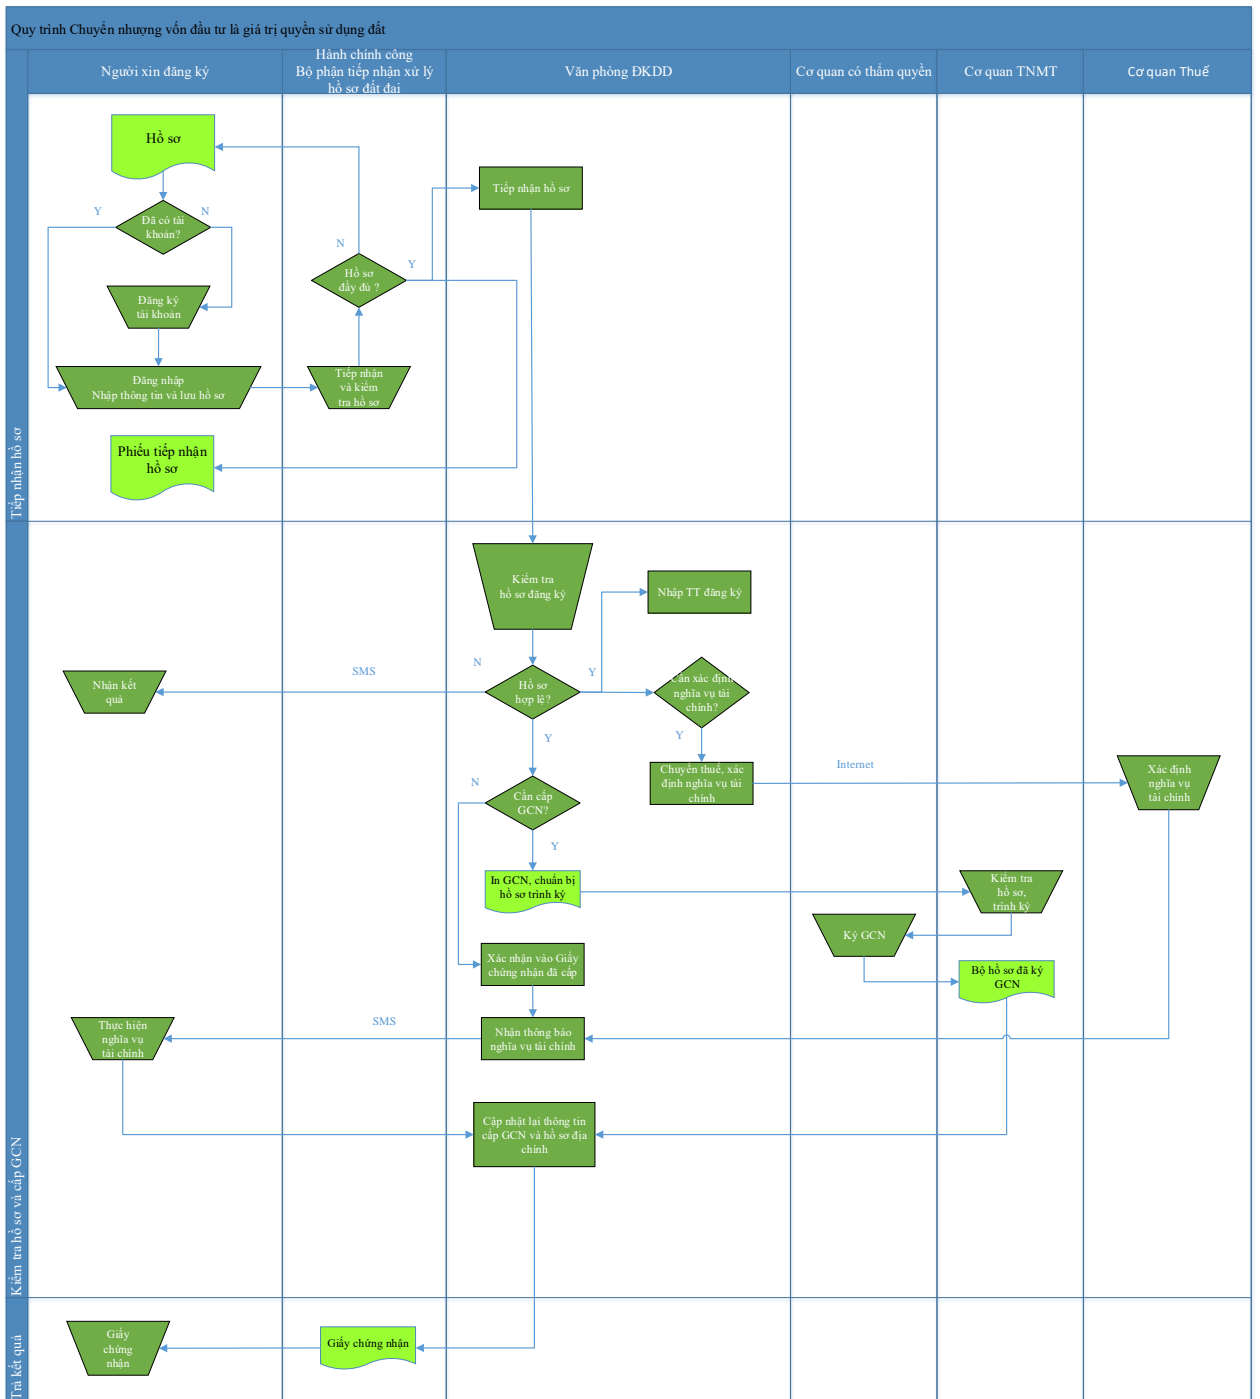 Quy trình Chuyển nhượng vốn đầu tư là giá trị quyền sử dụng đất
Người xin đăng ký
Hành chính công
Bộ phận tiếp nhận xử lý
hồ sơ đất đai
Văn phòng ĐKDD
Cơ quan có thẩm quyền
Cơ quan TNMT
Cơ quan Thuế
Tiếp nhận hồ sơ
Hồ sơ
Đã có tài
khoản?
Y
N
Đăng ký
tài khoản
Đăng nhập
Nhập thông tin và lưu hồ sơ
Phiếu tiếp nhận
hồ sơ
N
Hồ sơ
đầy đủ ?
Y
Tiếp nhận
và kiểm
tra hồ sơ
Tiếp nhận hồ sơ
Kiểm tra hồ sơ và cấp GCN
Kiểm tra
hồ sơ đăng ký
Nhập TT đăng ký
N
Hồ sơ
hợp lệ?
Y
Y
SMS
Nhận kết
quả
Cần xác định
nghĩa vụ tài
chính?
Y
Chuyển thuế, xác
định nghĩa vụ tài
chính
Internet
Xác định
nghĩa vụ
tài chính
N
Cần cấp
GCN?
Y
In GCN, chuẩn bị
hồ sơ trình ký
Kiểm tra
hồ sơ,
trình ký
Ký GCN
Bộ hồ sơ đã ký
GCN
Xác nhận vào Giấy
chứng nhận đã cấp
Nhận thông báo
nghĩa vụ tài chính
SMS
Thực hiện
nghĩa vụ
tài chính
Cập nhật lại thông tin
cấp GCN và hồ sơ địa
chính
Trả kết quả
Giấy
chứng
nhận
Giấy chứng nhận